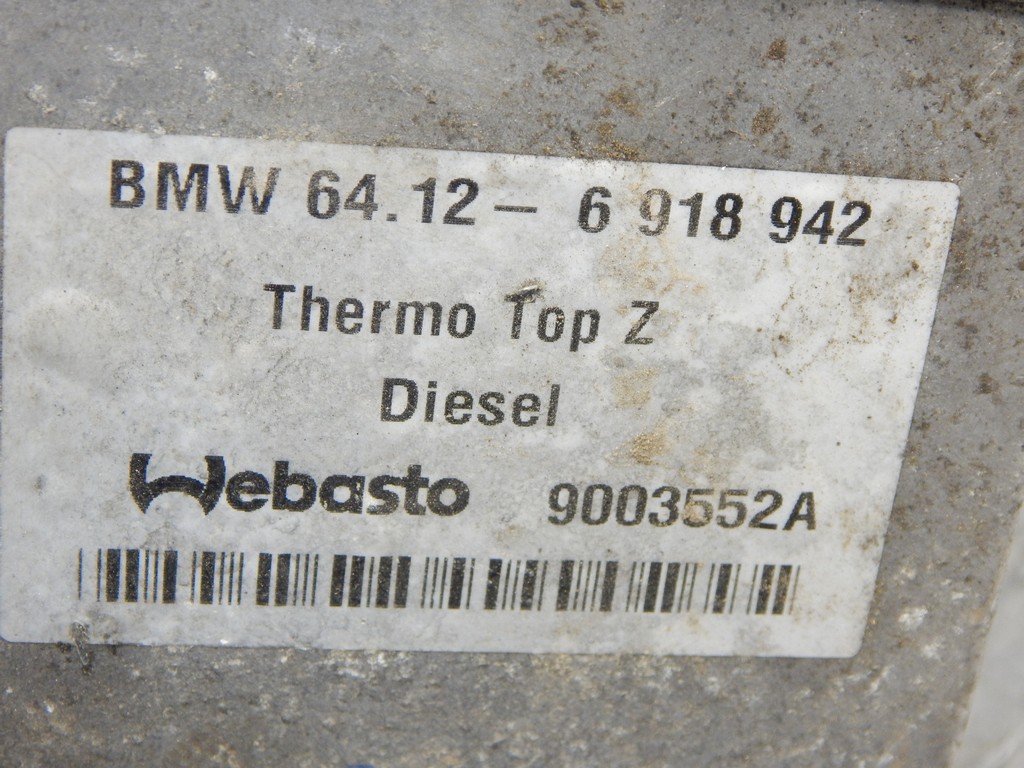 BMW 64.12 – 6 918 942
Thermo Top Z
Diesel
Webasto 9003552A